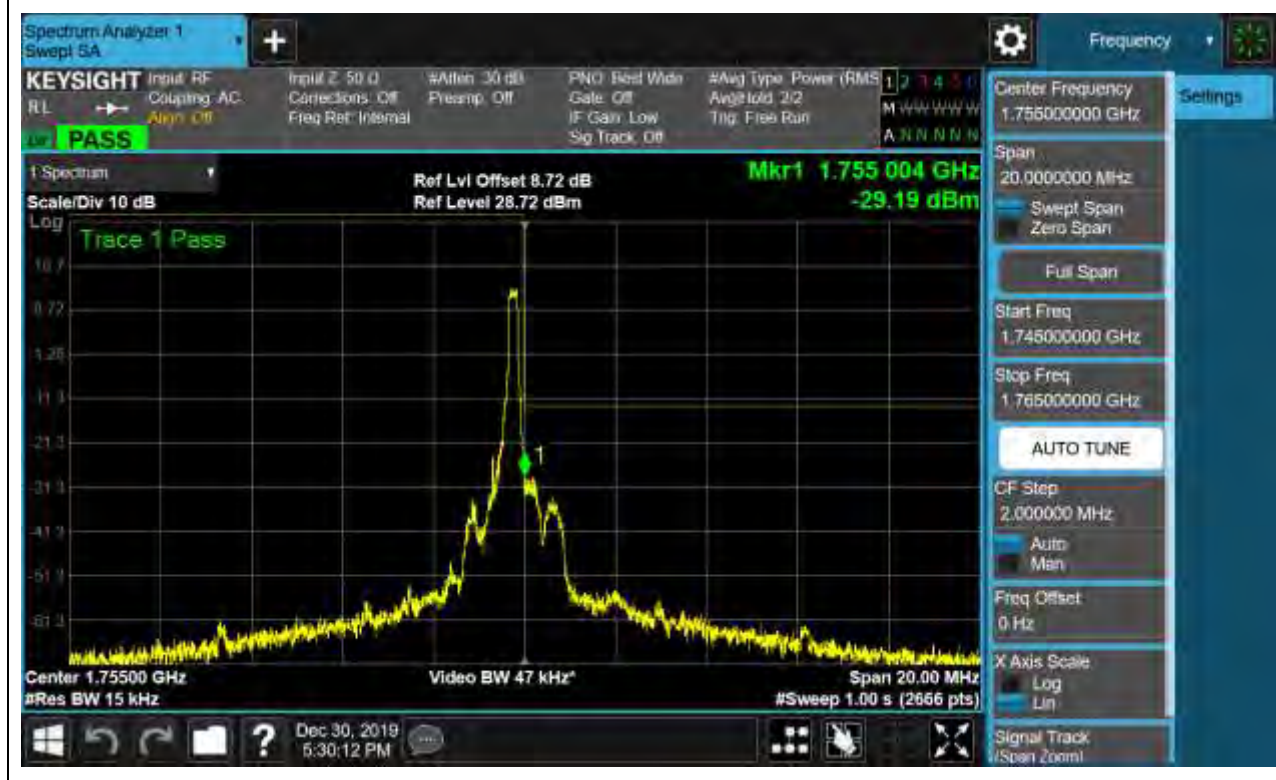 Spectrum Analyzer 1
Swept SA
+
Frequency
KEYSIGHT
RL
Input: RF
Coupling: AC
Align: Off
Input Z: 50 Ω
Corrections: Off
Freq Ref: Internal
#Atten: 30 dB
Preamp: Off
PNO: Best Wide
Gate: Off
IF Gain: Low
Sig Track: Off
#Avg Type: Power (RMS
Avg|Hold: 2/2
Trig: Free Run
1 2 3 4 5 6
M W W W W W
A N N N N N
PASS
1 Spectrum
Scale/Div 10 dB
Log
Ref Lvl Offset 8.72 dB
Ref Level 28.72 dBm
Mkr1 1.755 004 GHz
-29.19 dBm
Trace 1 Pass
18.7
8.72
-1.28
-11.3
-21.3
-31.3
-41.3
-51.3
-61.3
1
Center 1.75500 GHz
#Res BW 15 kHz
Video BW 47 kHz*
Span 20.00 MHz
#Sweep 1.00 s (2666 pts)
Center Frequency
1.755000000 GHz
Settings
Span
20.0000000 MHz
Swept Span
Zero Span
Full Span
Start Freq
1.745000000 GHz
Stop Freq
1.765000000 GHz
AUTO TUNE
CF Step
2.000000 MHz
Auto
Man
Freq Offset
0 Hz
X Axis Scale
Log
Lin
Signal Track
(Span Zoom)
?
Dec 30, 2019
5:30:12 PM